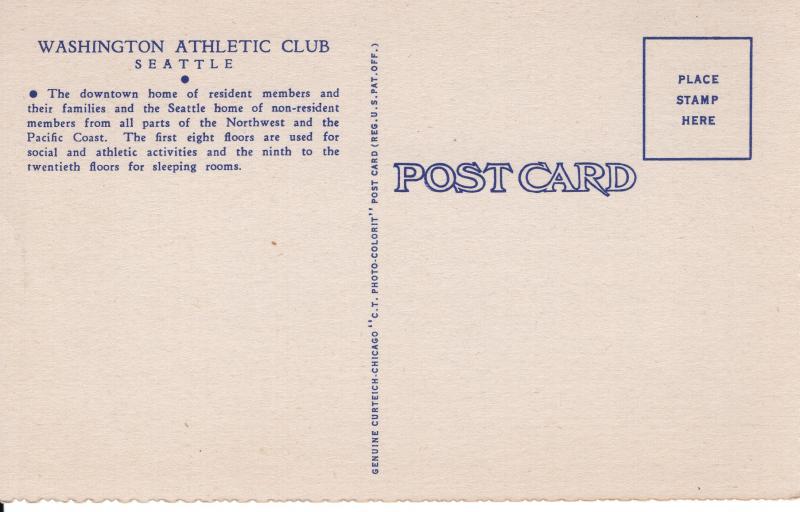 WASHINGTON ATHLETIC CLUB
SEATTLE
● The downtown home of resident members and
their families and the Seattle home of non-resident
members from all parts of the Northwest and the
Pacific Coast. The first eight floors are used for
social and athletic activities and the ninth to the
twentieth floors for sleeping rooms.
GENUINE CURTEICH-CHICAGO "C.T. PHOTO-COLORIT" POST CARD (REG.U.S.PAT.OFF.)
POST CARD
PLACE
STAMP
HERE